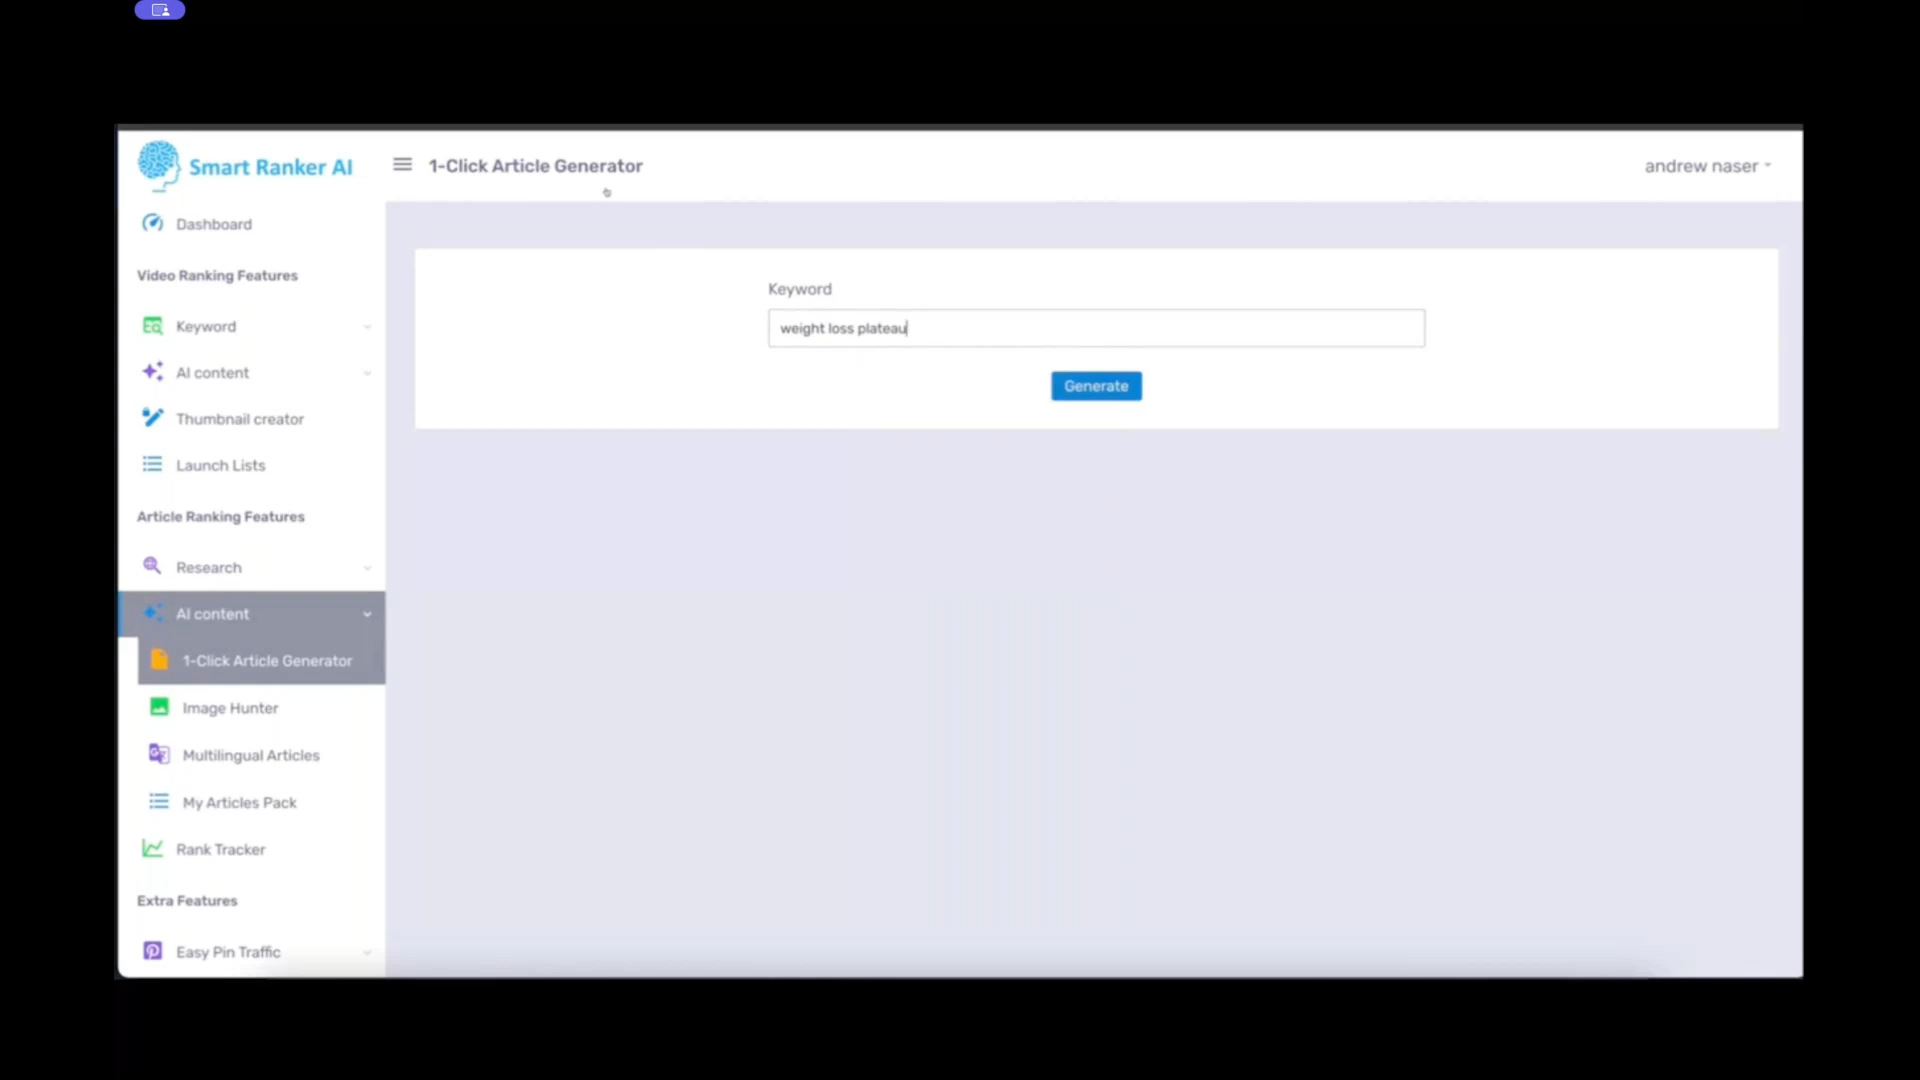 Smart Ranker AI
1-Click Article Generator
andrew naser
Dashboard
Video Ranking Features
Keyword
AI content
Thumbnail creator
Launch Lists
Article Ranking Features
Research
AI content
1-Click Article Generator
Image Hunter
Multilingual Articles
My Articles Pack
Rank Tracker
Extra Features
Easy Pin Traffic
Keyword
weight loss plateau
Generate